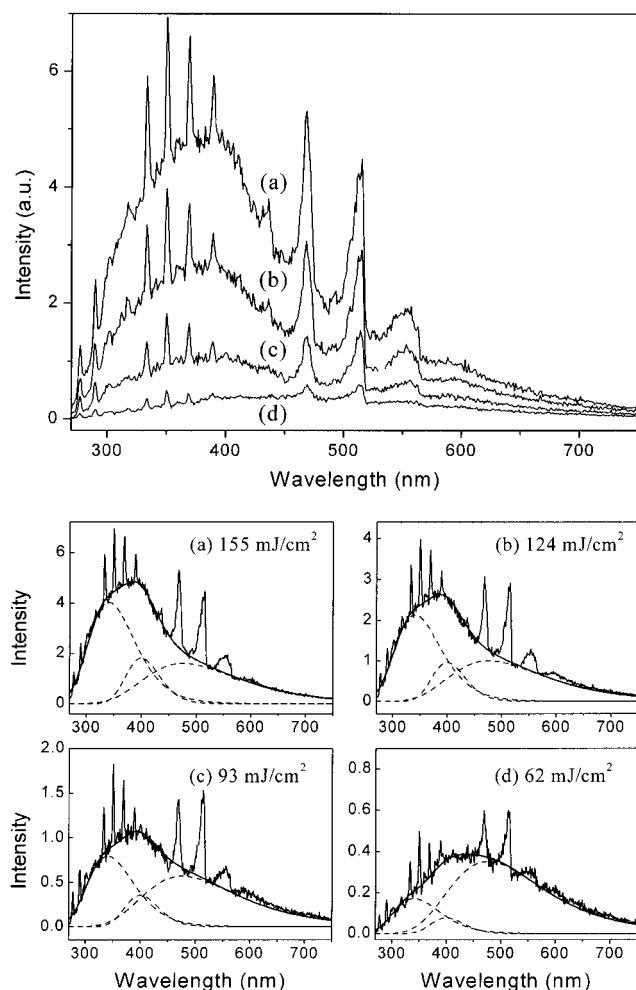 6
4
2
0
Intensity (a.u.)
(a)
(b)
(c)
(d)
300 400 500 600 700
Wavelength (nm)
(a) 155 mJ/cm²
6
4
2
0
Intensity
300 400 500 600 700
(b) 124 mJ/cm²
4
3
2
1
0
300 400 500 600 700
(c) 93 mJ/cm²
2.0
1.5
1.0
0.5
0.0
Intensity
300 400 500 600 700
Wavelength (nm)
(d) 62 mJ/cm²
0.8
0.6
0.4
0.2
0.0
300 400 500 600 700
Wavelength (nm)